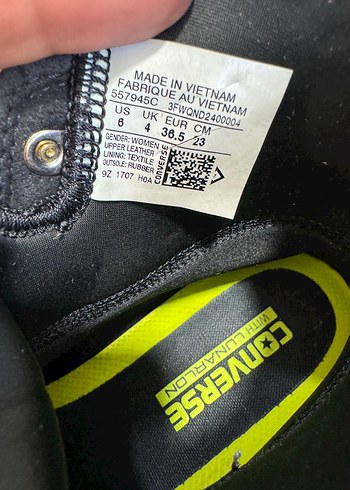 MADE IN VIETNAM
FABRIQUE AU VIETNAM
557945C 3FWQND2400004
US UK EUR CM
6 4 36.5 23
GENDER: WOMEN
UPPER LEATHER
LINING: TEXTILE
OUTSOLE: RUBBER
9Z 1707 H0A
CONVERSE
CONVERSE
WITH LUNARLON